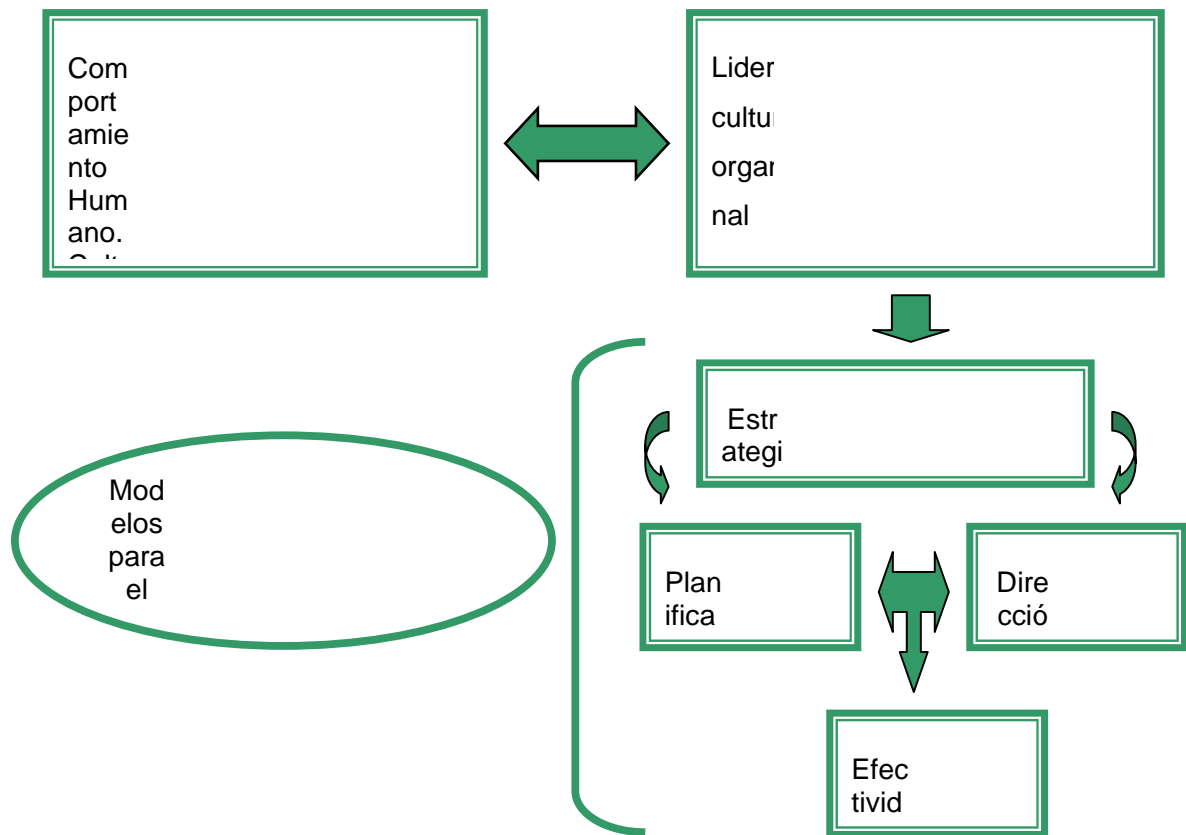 Com
port
amie
nto
Hum
ano.
Lider
cultu
organ
nal
Estr
ategi
Mod
elos
para
el
Plan
ifica
Dire
cció
Efec
tivid